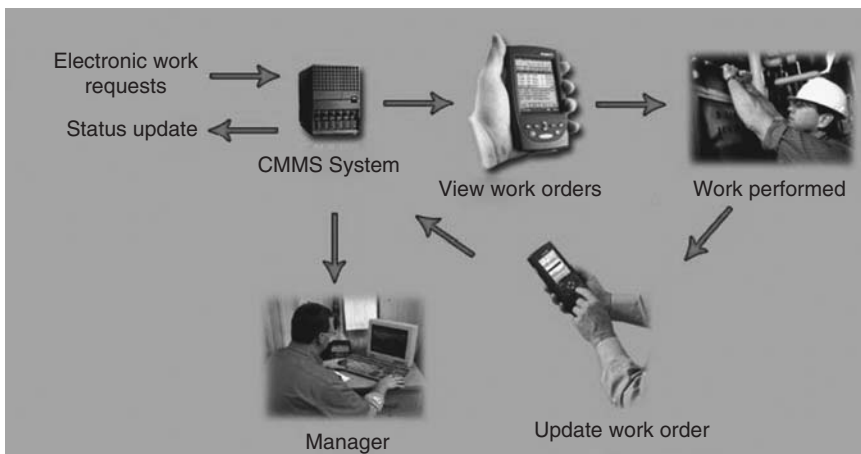 Electronic work
requests
Status update
CMMS System
View work orders
Work performed
Manager
Update work order